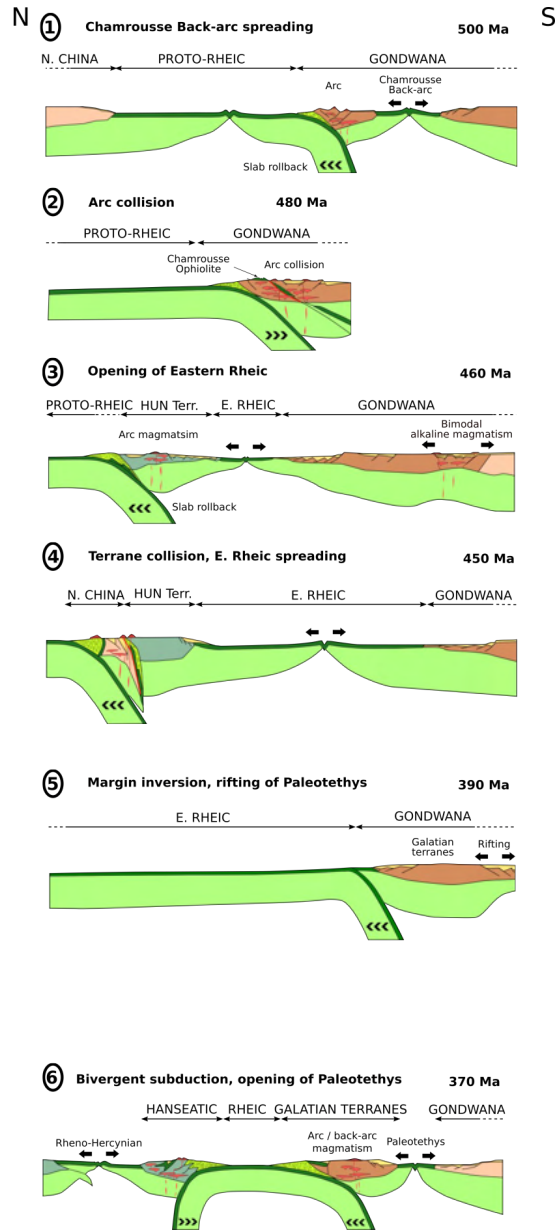 N
S
1 Chamrousse Back-arc spreading 500 Ma
N. CHINA PROTO-RHEIC GONDWANA
Arc
Chamrousse
Back-arc
Slab rollback
<<<
2 Arc collision 480 Ma
PROTO-RHEIC GONDWANA
Chamrousse
Ophiolite
Arc collision
>>>
3 Opening of Eastern Rheic 460 Ma
PROTO-RHEIC HUN Terr. E. RHEIC GONDWANA
Arc magmatsim
Bimodal
alkaline magmatism
<<<
Slab rollback
4 Terrane collision, E. Rheic spreading 450 Ma
N. CHINA HUN Terr. E. RHEIC GONDWANA
<<<
5 Margin inversion, rifting of Paleotethys 390 Ma
E. RHEIC GONDWANA
Galatian
terranes
Rifting
<<<
6 Bivergent subduction, opening of Paleotethys 370 Ma
HANSEATIC RHEIC GALATIAN TERRANES GONDWANA
Rheno-Hercynian
Arc / back-arc
magmatism
Paleotethys
>>> <<<